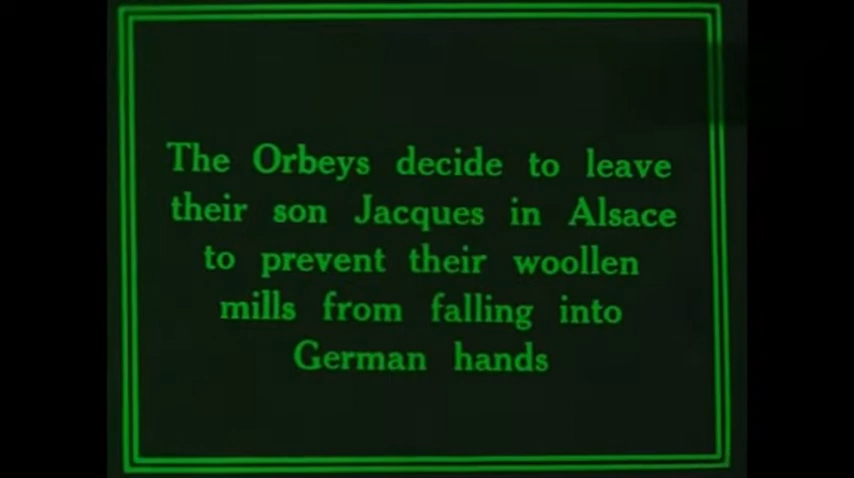 The Orbeys decide to leave
their son Jacques in Alsace
to prevent their woollen
mills from falling into
German hands